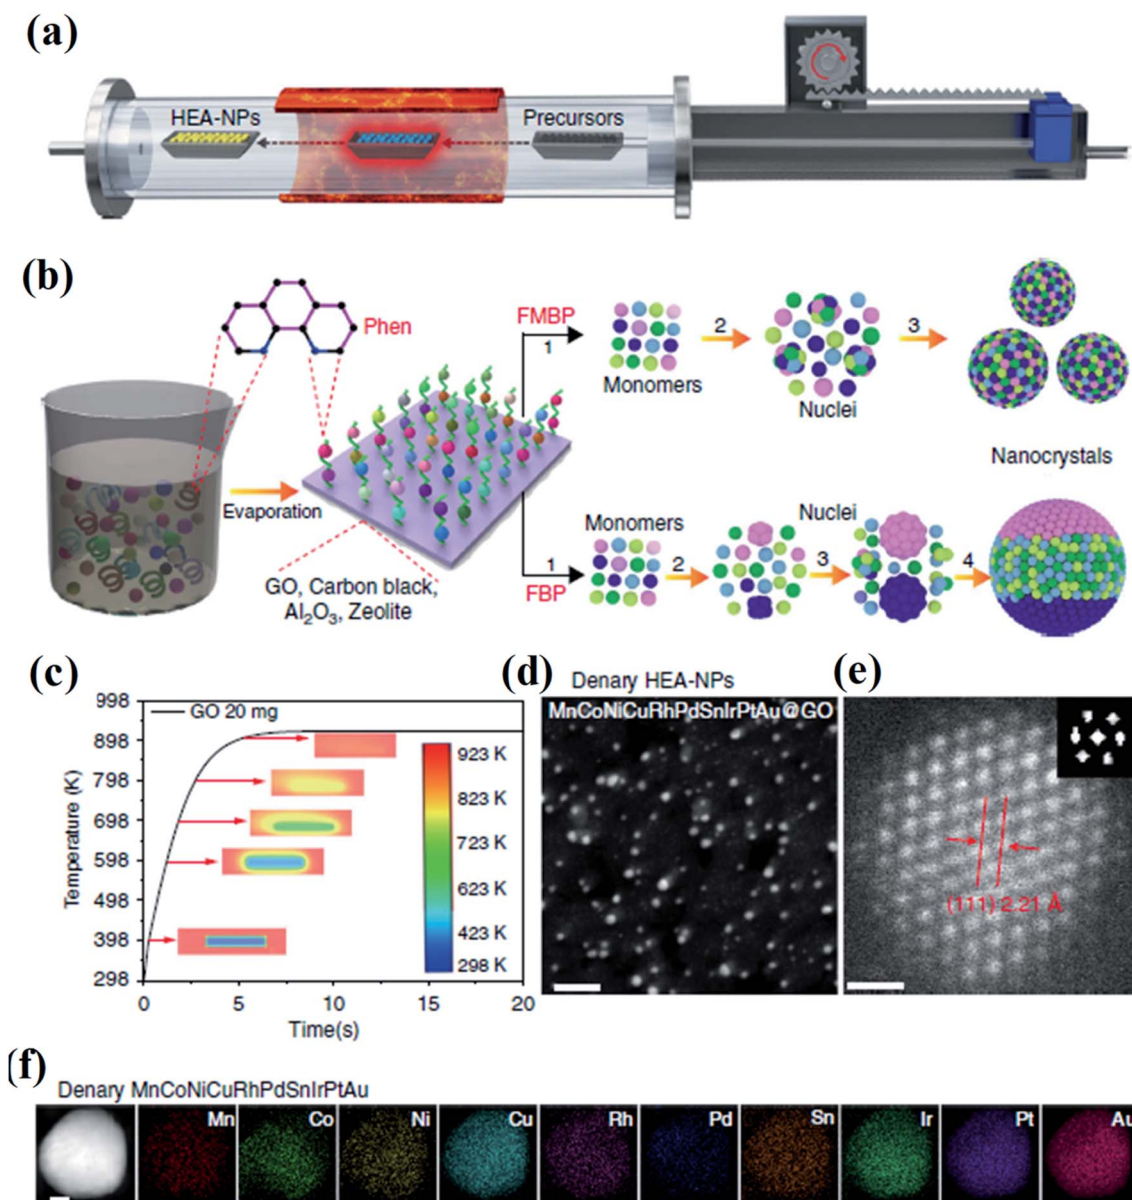 (a)
HEA-NPs
Precursors
(b)
Phen
FMBP
1
2
3
Monomers
Nuclei
Nanocrystals
Evaporation
GO, Carbon black,
Al₂O₃, Zeolite
Monomers
Nuclei
1
2
3
4
FBP
(c)
998
898
798
698
598
498
398
298
Temperature (K)
GO 20 mg
923 K
823 K
723 K
623 K
423 K
298 K
0
5
10
15
20
Time(s)
(d)
Denary HEA-NPs
MnCoNiCuRhPdSnIrPtAu@GO
(e)
(111) 2.21 Å
(f)
Denary MnCoNiCuRhPdSnIrPtAu
Mn
Co
Ni
Cu
Rh
Pd
Sn
Ir
Pt
Au